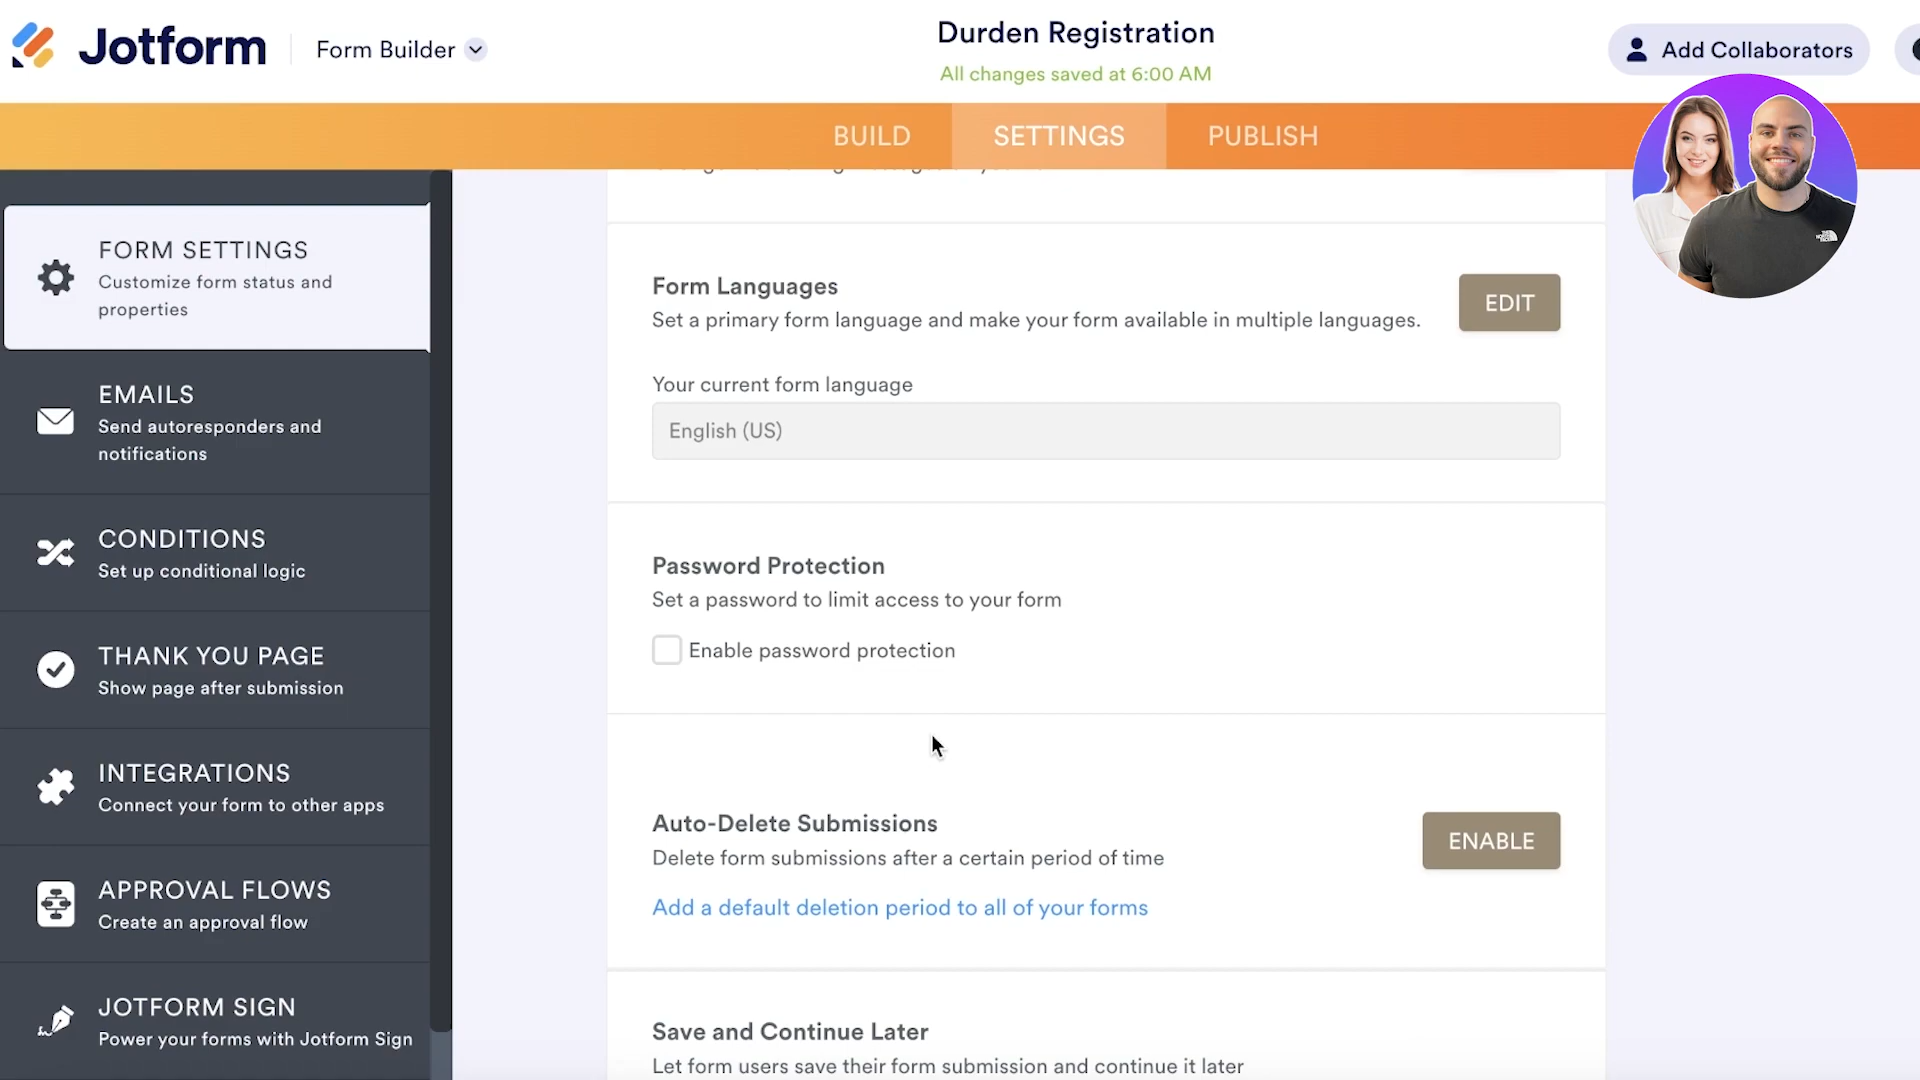 Jotform
Form Builder
Durden Registration
All changes saved at 6:00 AM
Add Collaborators
BUILD
SETTINGS
PUBLISH
FORM SETTINGS
Customize form status and
properties
EMAILS
Send autoresponders and
notifications
CONDITIONS
Set up conditional logic
THANK YOU PAGE
Show page after submission
INTEGRATIONS
Connect your form to other apps
APPROVAL FLOWS
Create an approval flow
JOTFORM SIGN
Power your forms with Jotform Sign
Form Languages
Set a primary form language and make your form available in multiple languages.
EDIT
Your current form language
English (US)
Password Protection
Set a password to limit access to your form
Enable password protection
Auto-Delete Submissions
Delete form submissions after a certain period of time
ENABLE
Add a default deletion period to all of your forms
Save and Continue Later
Let form users save their form submission and continue it later